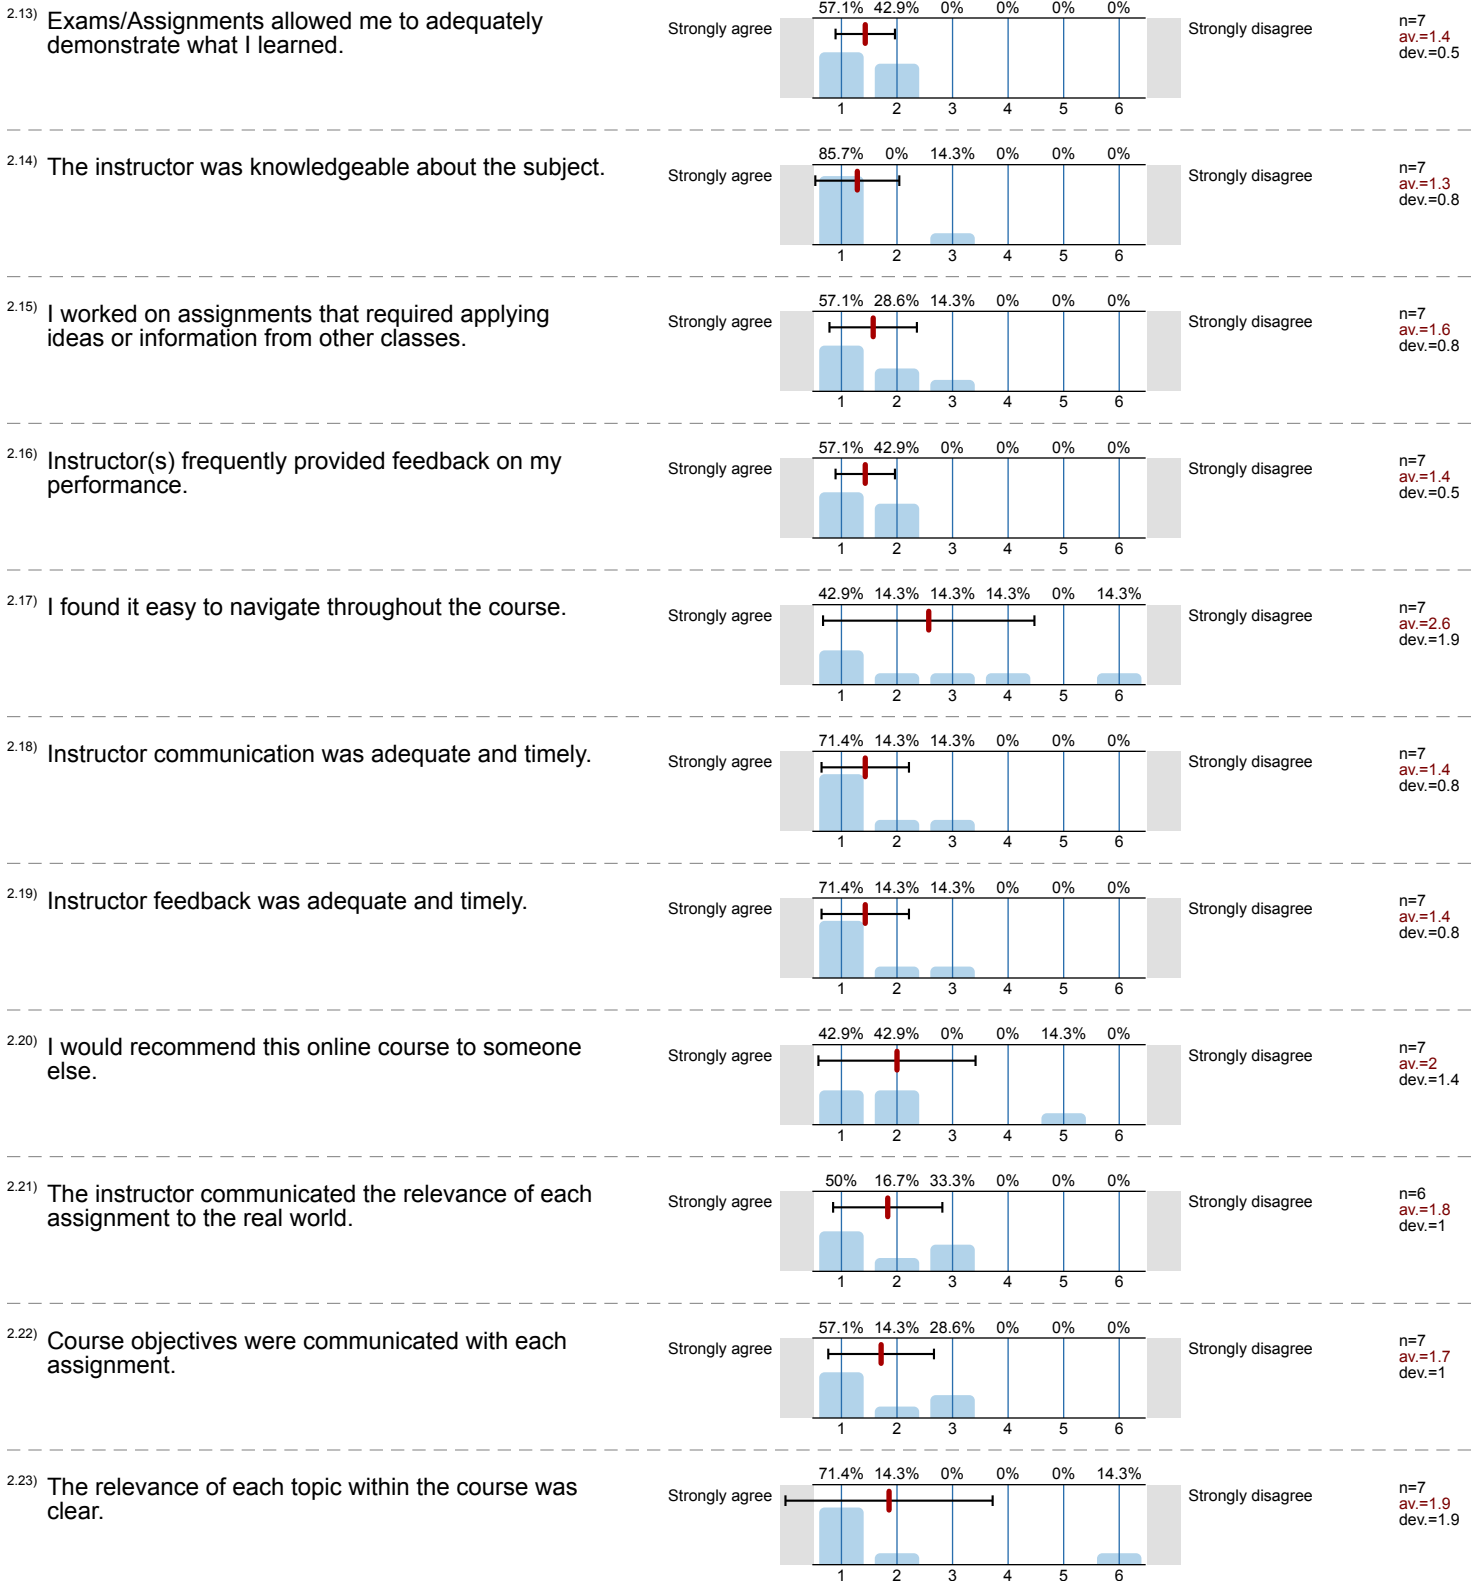 2.13) Exams/Assignments allowed me to adequately
demonstrate what I learned.
57.1% 42.9% 0% 0% 0% 0%
Strongly agree Strongly disagree
n=7
av.=1.4
dev.=0.5
1 2 3 4 5 6
2.14) The instructor was knowledgeable about the subject.
85.7% 0% 14.3% 0% 0% 0%
Strongly agree Strongly disagree
n=7
av.=1.3
dev.=0.8
1 2 3 4 5 6
2.15) I worked on assignments that required applying
ideas or information from other classes.
57.1% 28.6% 14.3% 0% 0% 0%
Strongly agree Strongly disagree
n=7
av.=1.6
dev.=0.8
1 2 3 4 5 6
2.16) Instructor(s) frequently provided feedback on my
performance.
57.1% 42.9% 0% 0% 0% 0%
Strongly agree Strongly disagree
n=7
av.=1.4
dev.=0.5
1 2 3 4 5 6
2.17) I found it easy to navigate throughout the course.
42.9% 14.3% 14.3% 14.3% 0% 14.3%
Strongly agree Strongly disagree
n=7
av.=2.6
dev.=1.9
1 2 3 4 5 6
2.18) Instructor communication was adequate and timely.
71.4% 14.3% 14.3% 0% 0% 0%
Strongly agree Strongly disagree
n=7
av.=1.4
dev.=0.8
1 2 3 4 5 6
2.19) Instructor feedback was adequate and timely.
71.4% 14.3% 14.3% 0% 0% 0%
Strongly agree Strongly disagree
n=7
av.=1.4
dev.=0.8
1 2 3 4 5 6
2.20) I would recommend this online course to someone
else.
42.9% 42.9% 0% 0% 14.3% 0%
Strongly agree Strongly disagree
n=7
av.=2
dev.=1.4
1 2 3 4 5 6
2.21) The instructor communicated the relevance of each
assignment to the real world.
50% 16.7% 33.3% 0% 0% 0%
Strongly agree Strongly disagree
n=6
av.=1.8
dev.=1
1 2 3 4 5 6
2.22) Course objectives were communicated with each
assignment.
57.1% 14.3% 28.6% 0% 0% 0%
Strongly agree Strongly disagree
n=7
av.=1.7
dev.=1
1 2 3 4 5 6
2.23) The relevance of each topic within the course was
clear.
71.4% 14.3% 0% 0% 0% 14.3%
Strongly agree Strongly disagree
n=7
av.=1.9
dev.=1.9
1 2 3 4 5 6